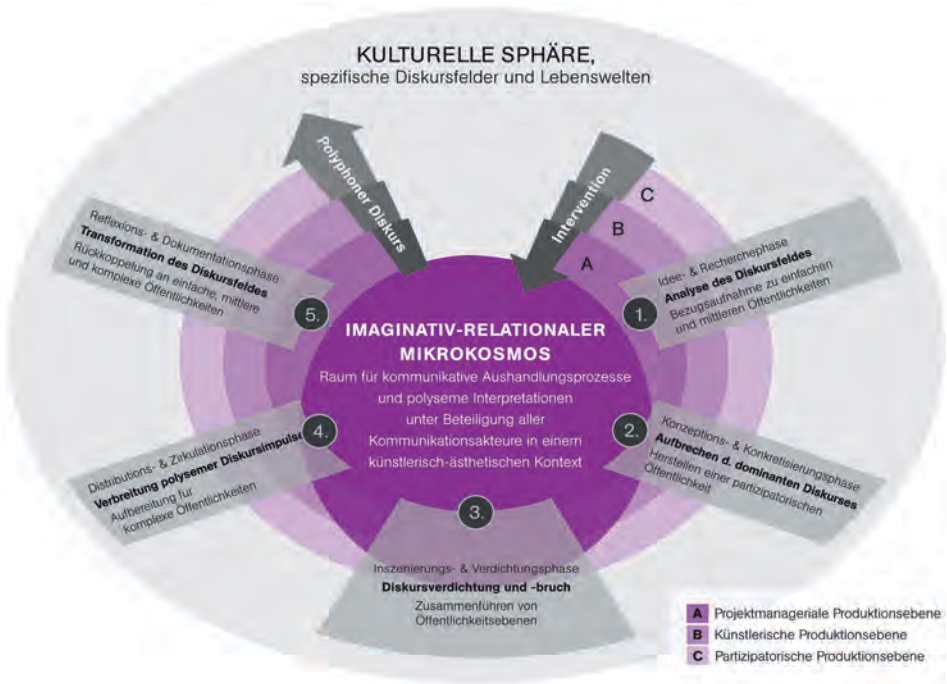 KULTURELLE SPHÄRE,
spezifische Diskursfelder und Lebenswelten
Polyphoner Diskurs
Intervention
C
B
A
1.
Idee- & Recherchephase
Analyse des Diskursfeldes
Bezugsaufnahme zu einfachen
und mittleren Öffentlichkeiten
2.
Konzeptions- & Konkretisierungsphase
Aufbrechen d. dominanten Diskurses
Herstellen einer partizipatorischen
Öffentlichkeit
3.
Inszenierungs- & Verdichtungsphase
Diskursverdichtung und -bruch
Zusammenführen von
Öffentlichkeitsebenen
4.
Distributions- & Zirkulationsphase
Verbreitung polysemer Diskursimpulse
Aufbereitung für
komplexe Öffentlichkeiten
5.
Reflexions- & Dokumentationsphase
Transformation des Diskursfeldes
Rückkoppelung an einfache, mittlere
und komplexe Öffentlichkeiten
IMAGINATIV-RELATIONALER
MIKROKOSMOS
Raum für kommunikative Aushandlungsprozesse
und polyseme Interpretationen
unter Beteiligung aller
Kommunikationsakteure in einem
künstlerisch-ästhetischen Kontext
A Projektmanageriale Produktionsebene
B Künstlerische Produktionsebene
C Partizipatorische Produktionsebene